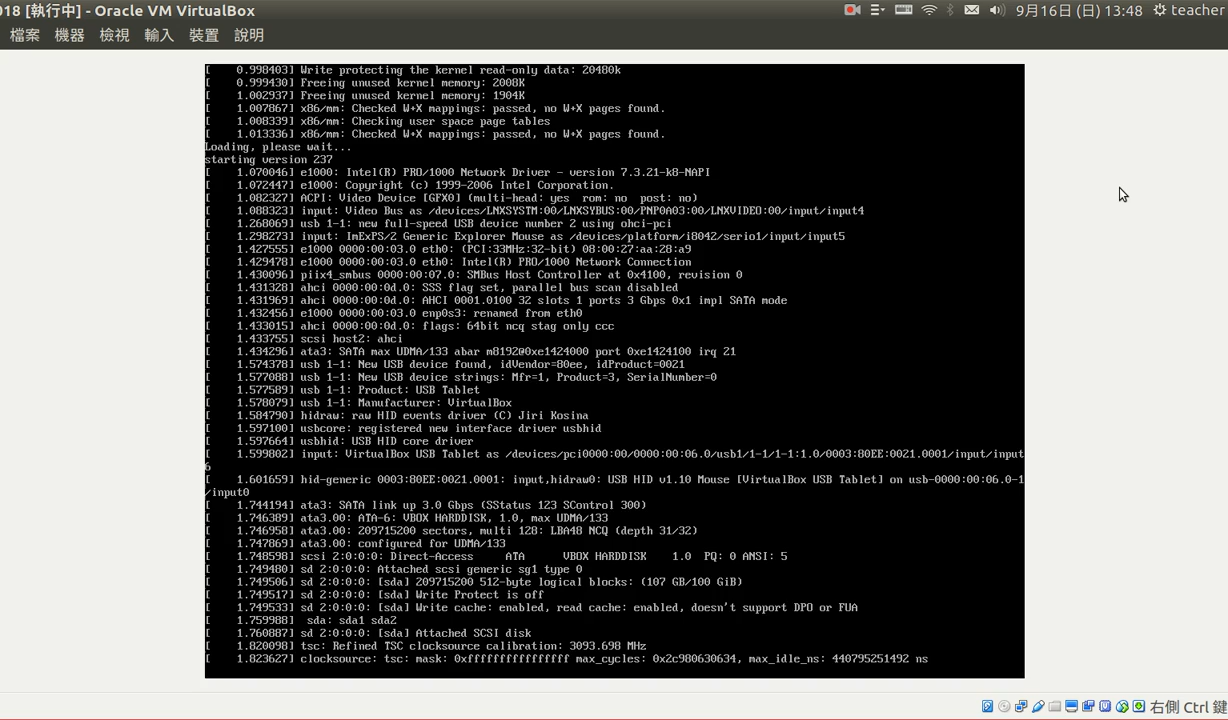 018 [執行中] - Oracle VM VirtualBox
9月16日 (日) 13:48 teacher
檔案 機器 檢視 輸入 裝置 說明
[    0.998403] Write protecting the kernel read-only data: 20480k
[    0.999430] Freeing unused kernel memory: 2008K
[    1.002937] Freeing unused kernel memory: 1904K
[    1.007867] x86/mm: Checked W+X mappings: passed, no W+X pages found.
[    1.008339] x86/mm: Checking user space page tables
[    1.013336] x86/mm: Checked W+X mappings: passed, no W+X pages found.
Loading, please wait...
starting version 237
[    1.070046] e1000: Intel(R) PRO/1000 Network Driver - version 7.3.21-k8-NAPI
[    1.072447] e1000: Copyright (c) 1999-2006 Intel Corporation.
[    1.082327] ACPI: Video Device [GFX0] (multi-head: yes  rom: no  post: no)
[    1.088323] input: Video Bus as /devices/LNXSYSTM:00/LNXSYBUS:00/PNP0A03:00/LNXVIDEO:00/input/input4
[    1.268069] usb 1-1: new full-speed USB device number 2 using ohci-pci
[    1.298273] input: ImExPS/2 Generic Explorer Mouse as /devices/platform/i8042/serio1/input/input5
[    1.427555] e1000 0000:00:03.0 eth0: (PCI:33MHz:32-bit) 08:00:27:aa:28:a9
[    1.429478] e1000 0000:00:03.0 eth0: Intel(R) PRO/1000 Network Connection
[    1.430096] piix4_smbus 0000:00:07.0: SMBus Host Controller at 0x4100, revision 0
[    1.431328] ahci 0000:00:0d.0: SSS flag set, parallel bus scan disabled
[    1.431969] ahci 0000:00:0d.0: AHCI 0001.0100 32 slots 1 ports 3 Gbps 0x1 impl SATA mode
[    1.432456] e1000 0000:00:03.0 enp0s3: renamed from eth0
[    1.433015] ahci 0000:00:0d.0: flags: 64bit ncq stag only ccc
[    1.433755] scsi host2: ahci
[    1.434296] ata3: SATA max UDMA/133 abar m8192@0xe1424000 port 0xe1424100 irq 21
[    1.574378] usb 1-1: New USB device found, idVendor=80ee, idProduct=0021
[    1.577088] usb 1-1: New USB device strings: Mfr=1, Product=3, SerialNumber=0
[    1.577589] usb 1-1: Product: USB Tablet
[    1.578079] usb 1-1: Manufacturer: VirtualBox
[    1.584790] hidraw: raw HID events driver (C) Jiri Kosina
[    1.597100] usbcore: registered new interface driver usbhid
[    1.597664] usbhid: USB HID core driver
[    1.599802] input: VirtualBox USB Tablet as /devices/pci0000:00/0000:00:06.0/usb1/1-1/1-1:1.0/0003:80EE:0021.0001/input/input
6
[    1.601659] hid-generic 0003:80EE:0021.0001: input,hidraw0: USB HID v1.10 Mouse [VirtualBox USB Tablet] on usb-0000:00:06.0-1
/input0
[    1.744194] ata3: SATA link up 3.0 Gbps (SStatus 123 SControl 300)
[    1.746389] ata3.00: ATA-6: VBOX HARDDISK, 1.0, max UDMA/133
[    1.746958] ata3.00: 209715200 sectors, multi 128: LBA48 NCQ (depth 31/32)
[    1.747869] ata3.00: configured for UDMA/133
[    1.748598] scsi 2:0:0:0: Direct-Access     ATA      VBOX HARDDISK    1.0  PQ: 0 ANSI: 5
[    1.749480] sd 2:0:0:0: Attached scsi generic sg1 type 0
[    1.749506] sd 2:0:0:0: [sda] 209715200 512-byte logical blocks: (107 GB/100 GiB)
[    1.749517] sd 2:0:0:0: [sda] Write Protect is off
[    1.749533] sd 2:0:0:0: [sda] Write cache: enabled, read cache: enabled, doesn't support DPO or FUA
[    1.759988]  sda: sda1 sda2
[    1.760887] sd 2:0:0:0: [sda] Attached SCSI disk
[    1.820098] tsc: Refined TSC clocksource calibration: 3093.698 MHz
[    1.823627] clocksource: tsc: mask: 0xffffffffffffffff max_cycles: 0x2c980630634, max_idle_ns: 440795251492 ns
右側 Ctrl 鍵